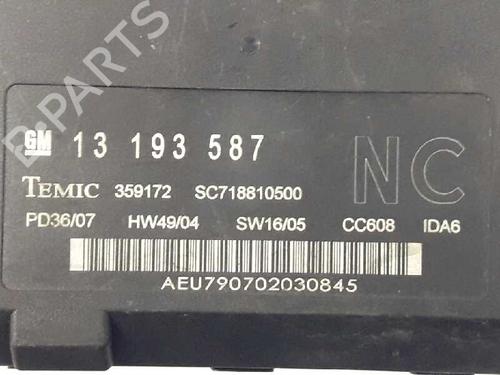 B-PARTS
GM 13 193 587 NC
TEMIC 359172 SC718810500
PD36/07 HW49/04 SW16/05 CC608 IDA6
AEU790702030845